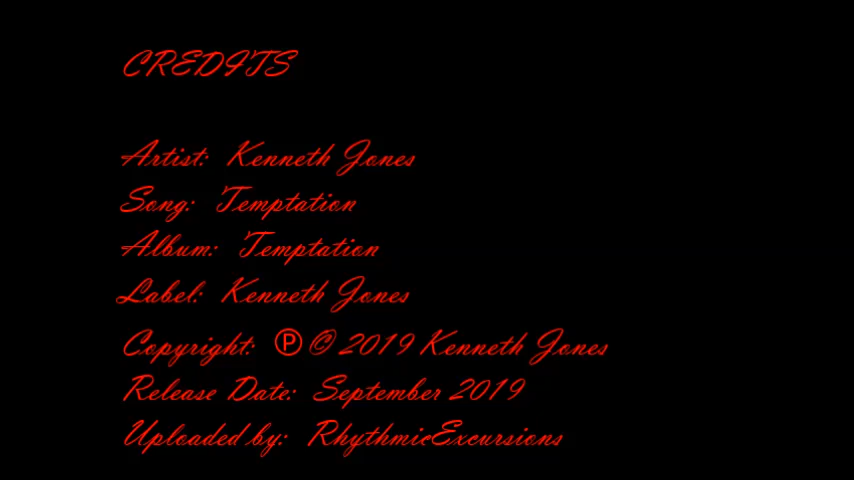 CREDITS
Artist: Kenneth Jones
Song: Temptation
Album: Temptation
Label: Kenneth Jones
Copyright: ℗ © 2019 Kenneth Jones
Release Date: September 2019
Uploaded by: RhythmicExcursions